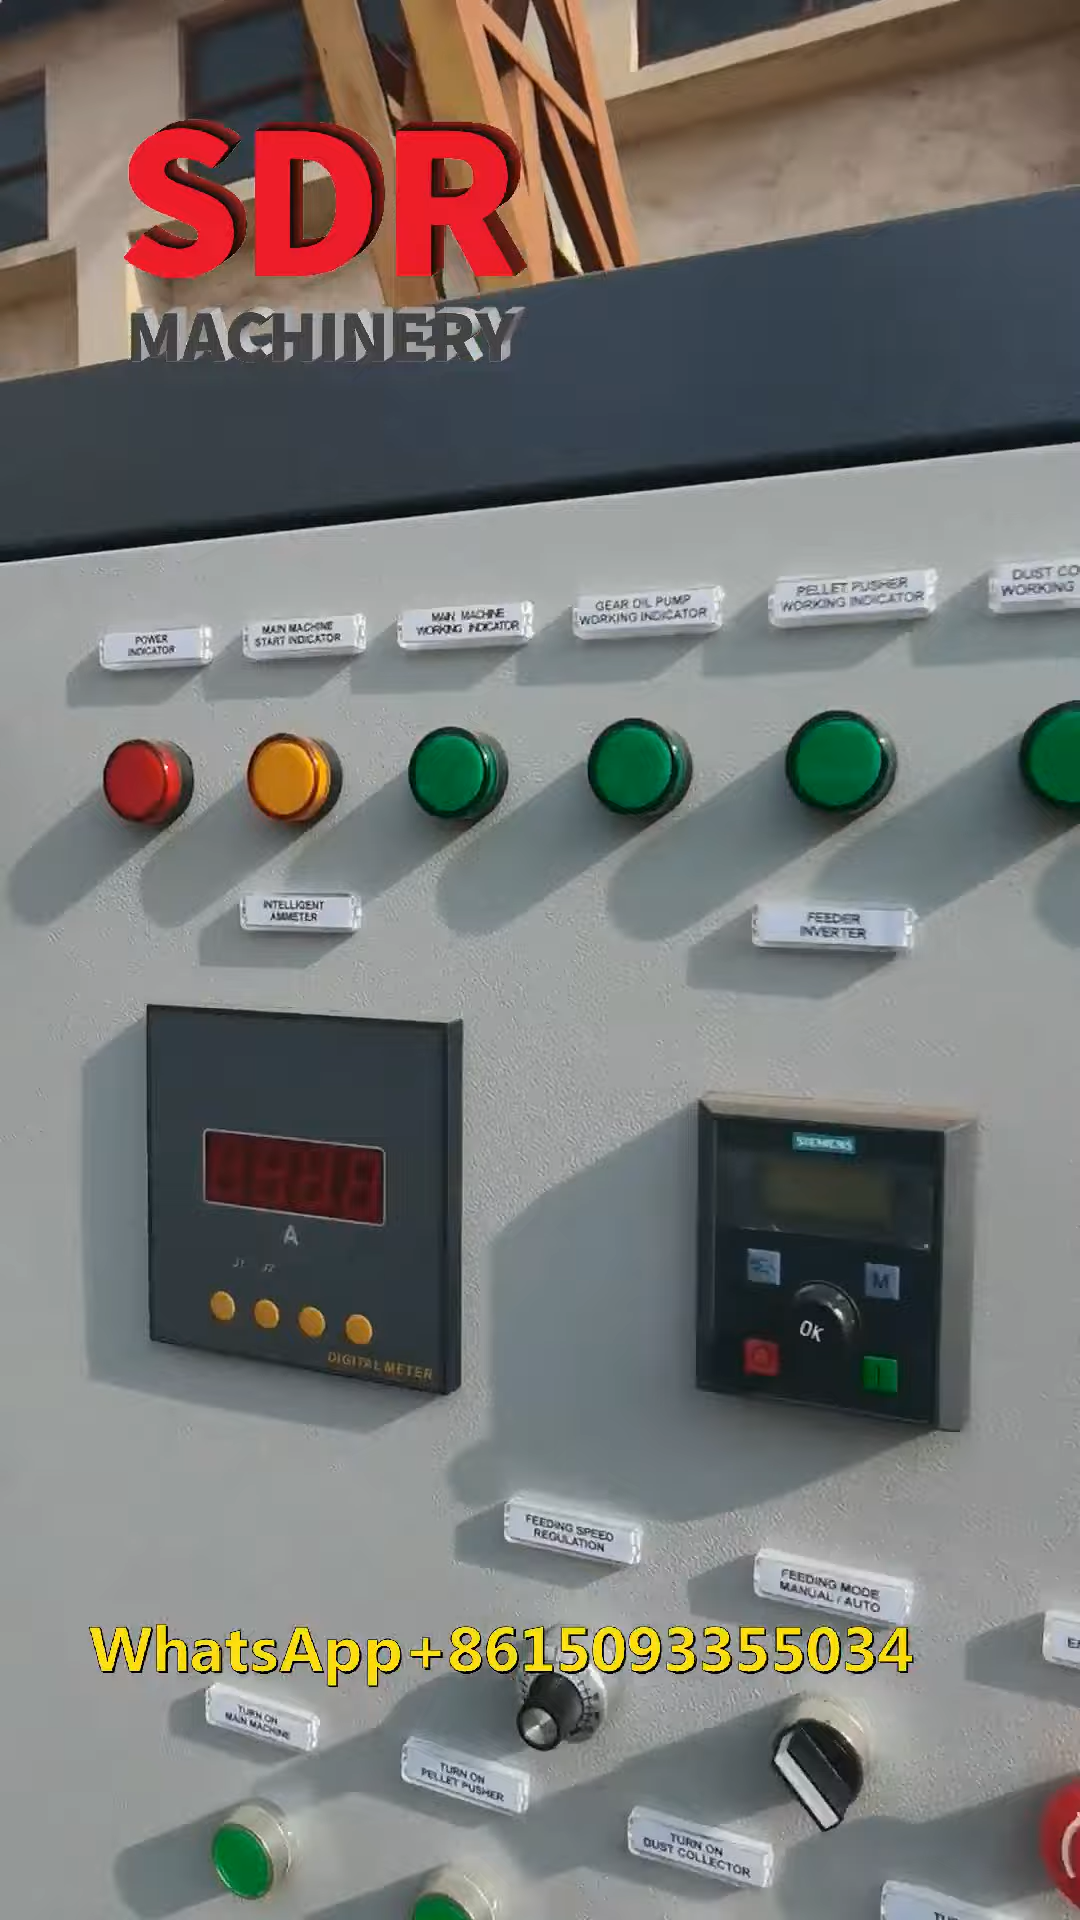 SDR
MACHINERY
DUST CO
WORKING
PELLET PUSHER
WORKING INDICATOR
GEAR OIL PUMP
WORKING INDICATOR
MAIN MACHINE
WORKING INDICATOR
MAIN MACHINE
START INDICATOR
POWER
INDICATOR
INTELLIGENT
AMMETER
FEEDER
INVERTER
A
J1 J2
DIGITAL METER
SIEMENS
M
OK
FEEDING SPEED
REGULATION
FEEDING MODE
MANUAL / AUTO
WhatsApp+8615093355034
TURN ON
MAIN MACHINE
TURN ON
PELLET PUSHER
TURN ON
DUST COLLECTOR